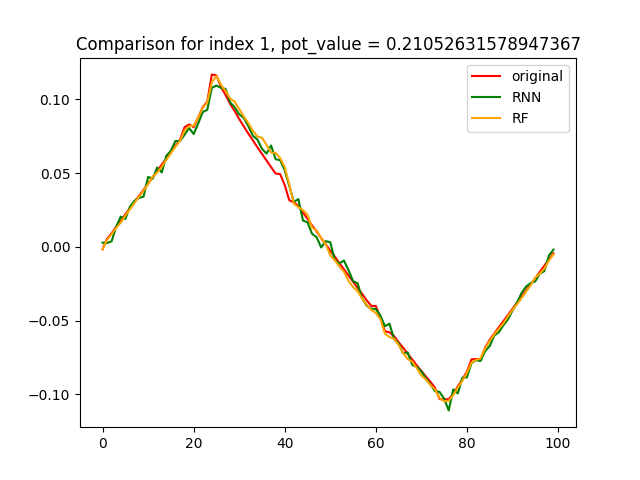 Comparison for index 1, pot_value = 0.21052631578947367
original
RNN
RF
0.10
0.05
0.00
−0.05
−0.10
0 20 40 60 80 100